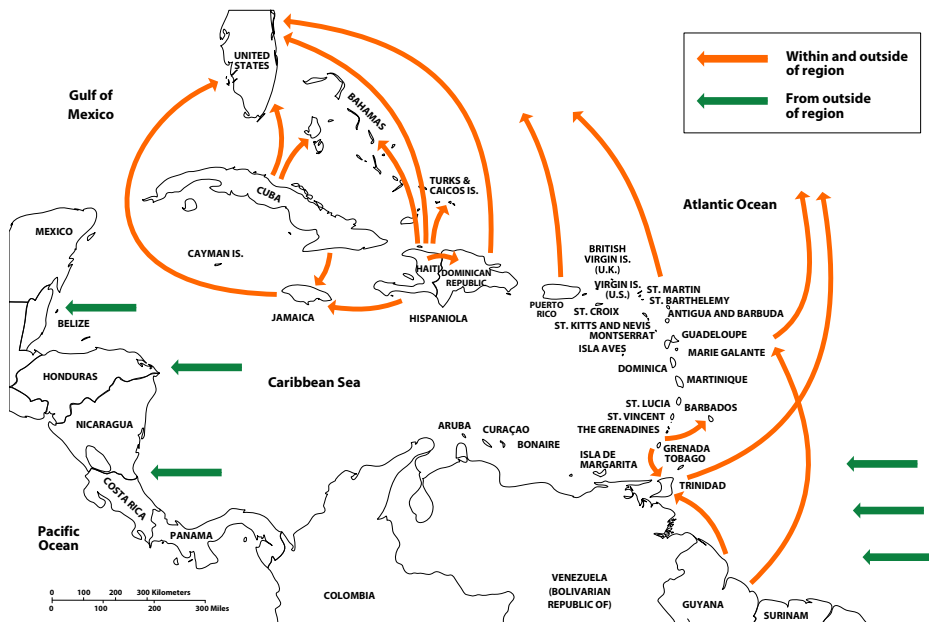 UNITED
STATES
Gulf of
Mexico
BAHAMAS
Within and outside
of region
From outside
of region
CUBA
TURKS &
CAICOS IS.
Atlantic Ocean
MEXICO
CAYMAN IS.
HAITI
DOMINICAN
REPUBLIC
BRITISH
VIRGIN IS.
(U.K.)
VIRGIN IS.
(U.S.)
ST. MARTIN
ST. BARTHELEMY
PUERTO
RICO
ST. CROIX
ANTIGUA AND BARBUDA
BELIZE
JAMAICA
HISPANIOLA
ST. KITTS AND NEVIS
MONTSERRAT
GUADELOUPE
ISLA AVES
MARIE GALANTE
HONDURAS
Caribbean Sea
DOMINICA
MARTINIQUE
NICARAGUA
ST. LUCIA
BARBADOS
ST. VINCENT
THE GRENADINES
ARUBA
CURAÇAO
BONAIRE
GRENADA
TOBAGO
ISLA DE
MARGARITA
TRINIDAD
COSTA RICA
Pacific
Ocean
PANAMA
VENEZUELA
(BOLIVARIAN
REPUBLIC OF)
COLOMBIA
GUYANA
SURINAM
0 100 200 300 Kilometers
0 100 200 300 Miles